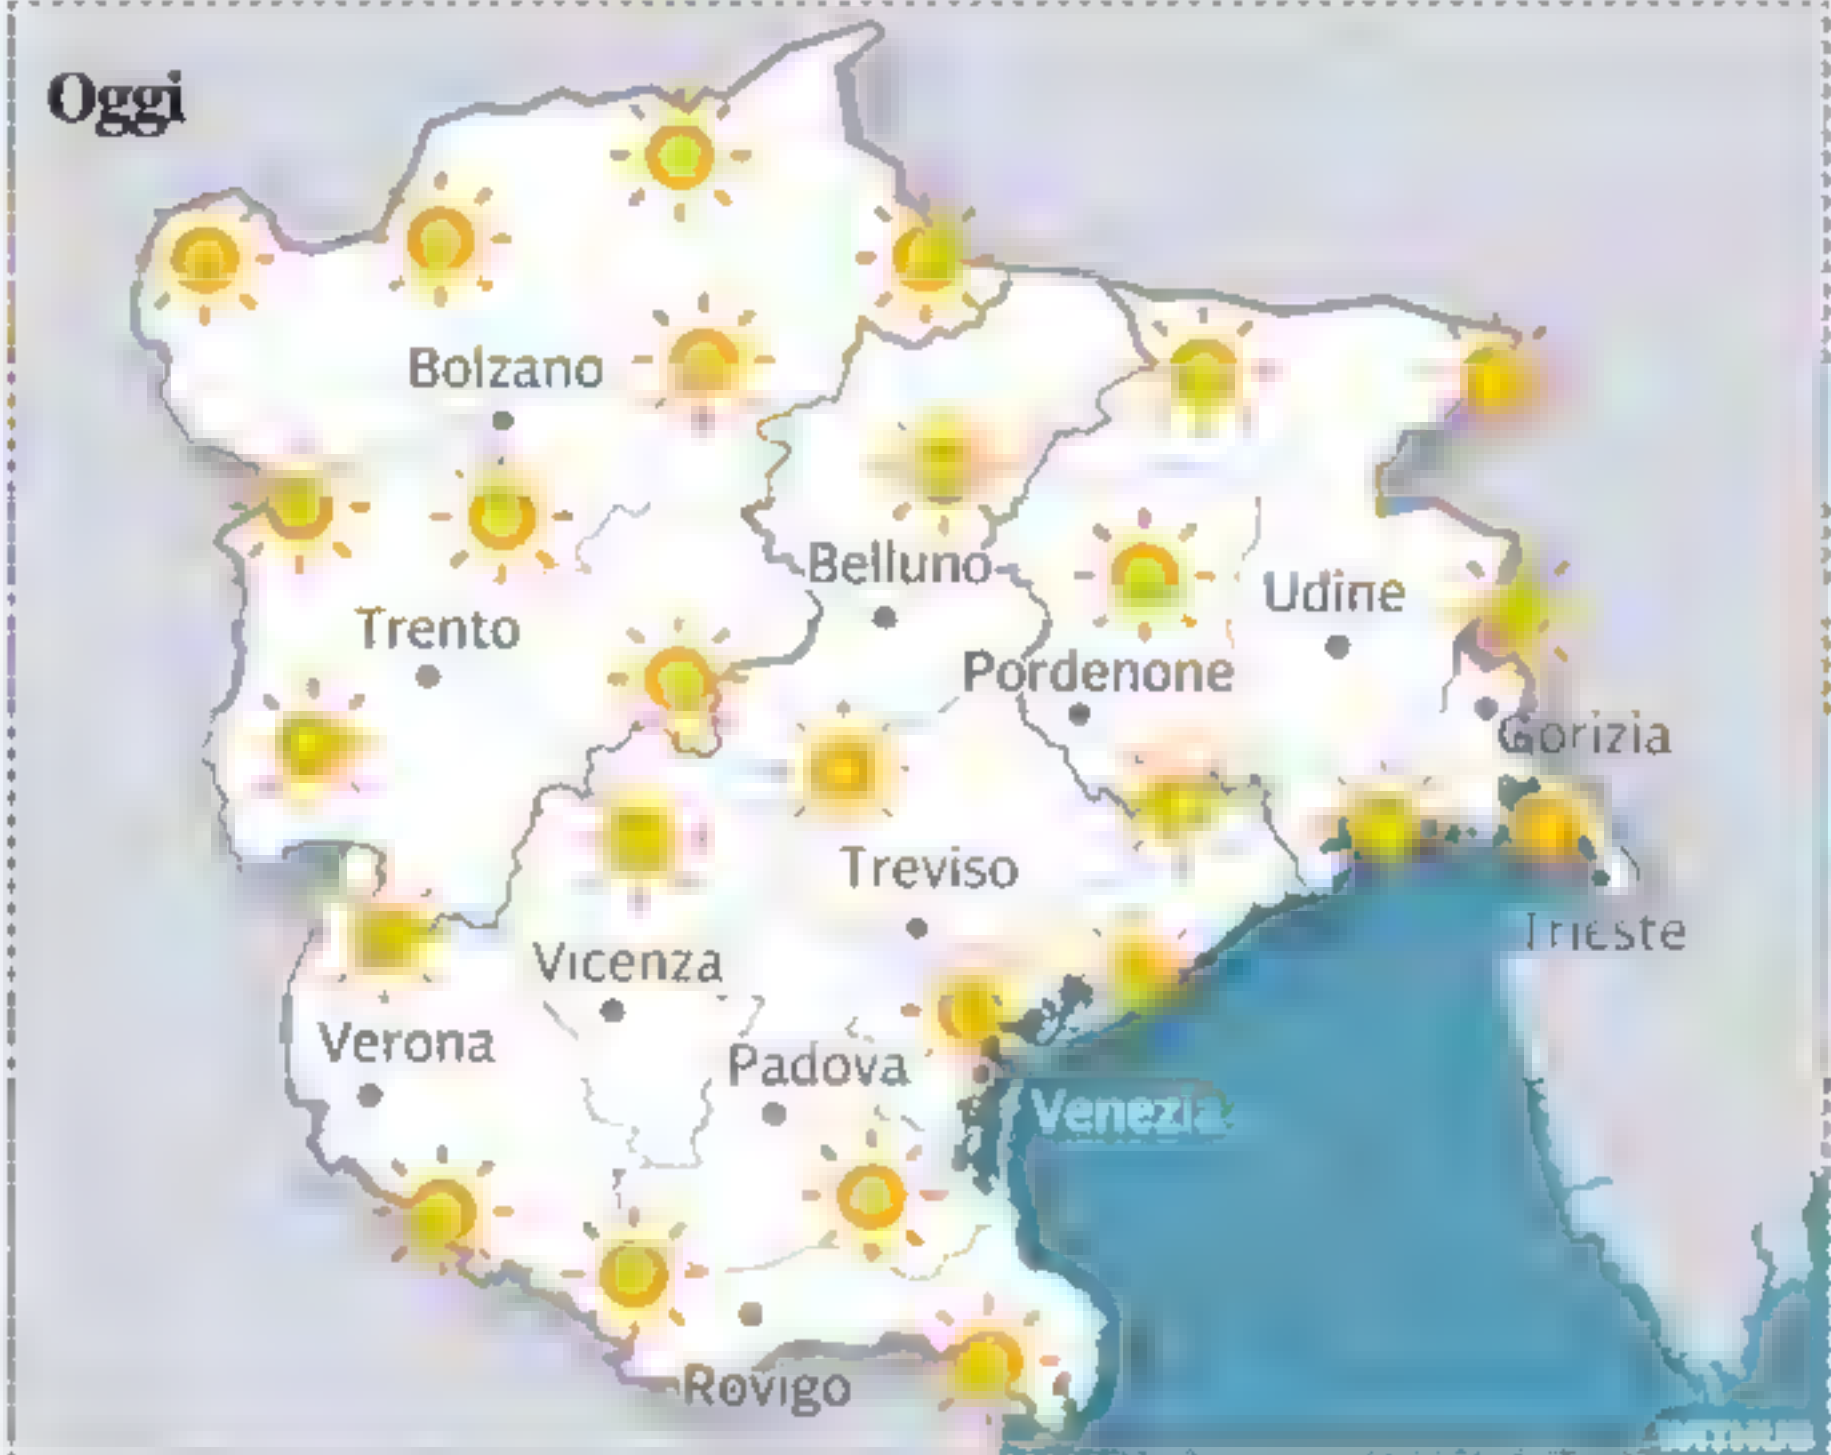 Oggi
Bolzano
Belluno
Udine
Trento
Pordenone
Gorizia
Treviso
Trieste
Vicenza
Verona
Padova
Venezia
Rovigo